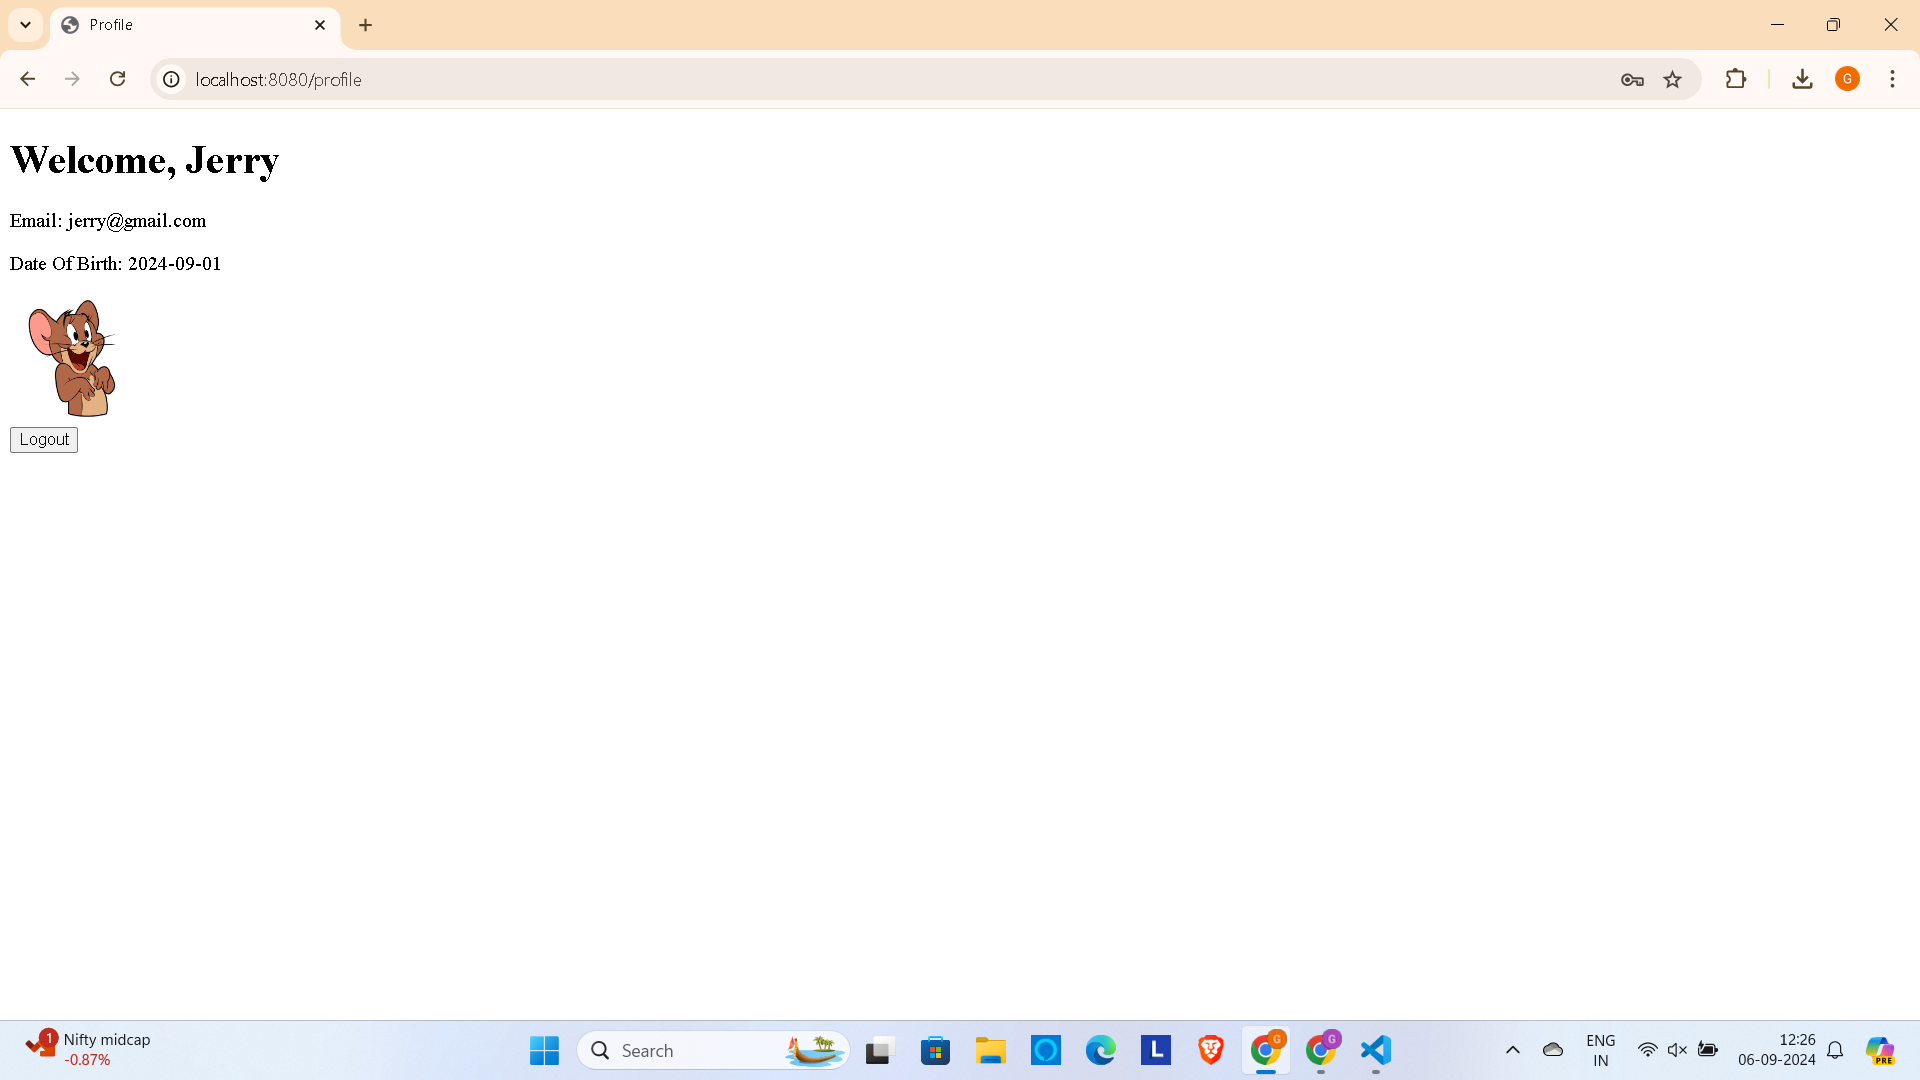 Profile
localhost:8080/profile
G
Welcome, Jerry
Email: jerry@gmail.com
Date Of Birth: 2024-09-01
Logout
1
Nifty midcap
-0.87%
Search
L
G
G
ENG
IN
12:26
06-09-2024
PRE